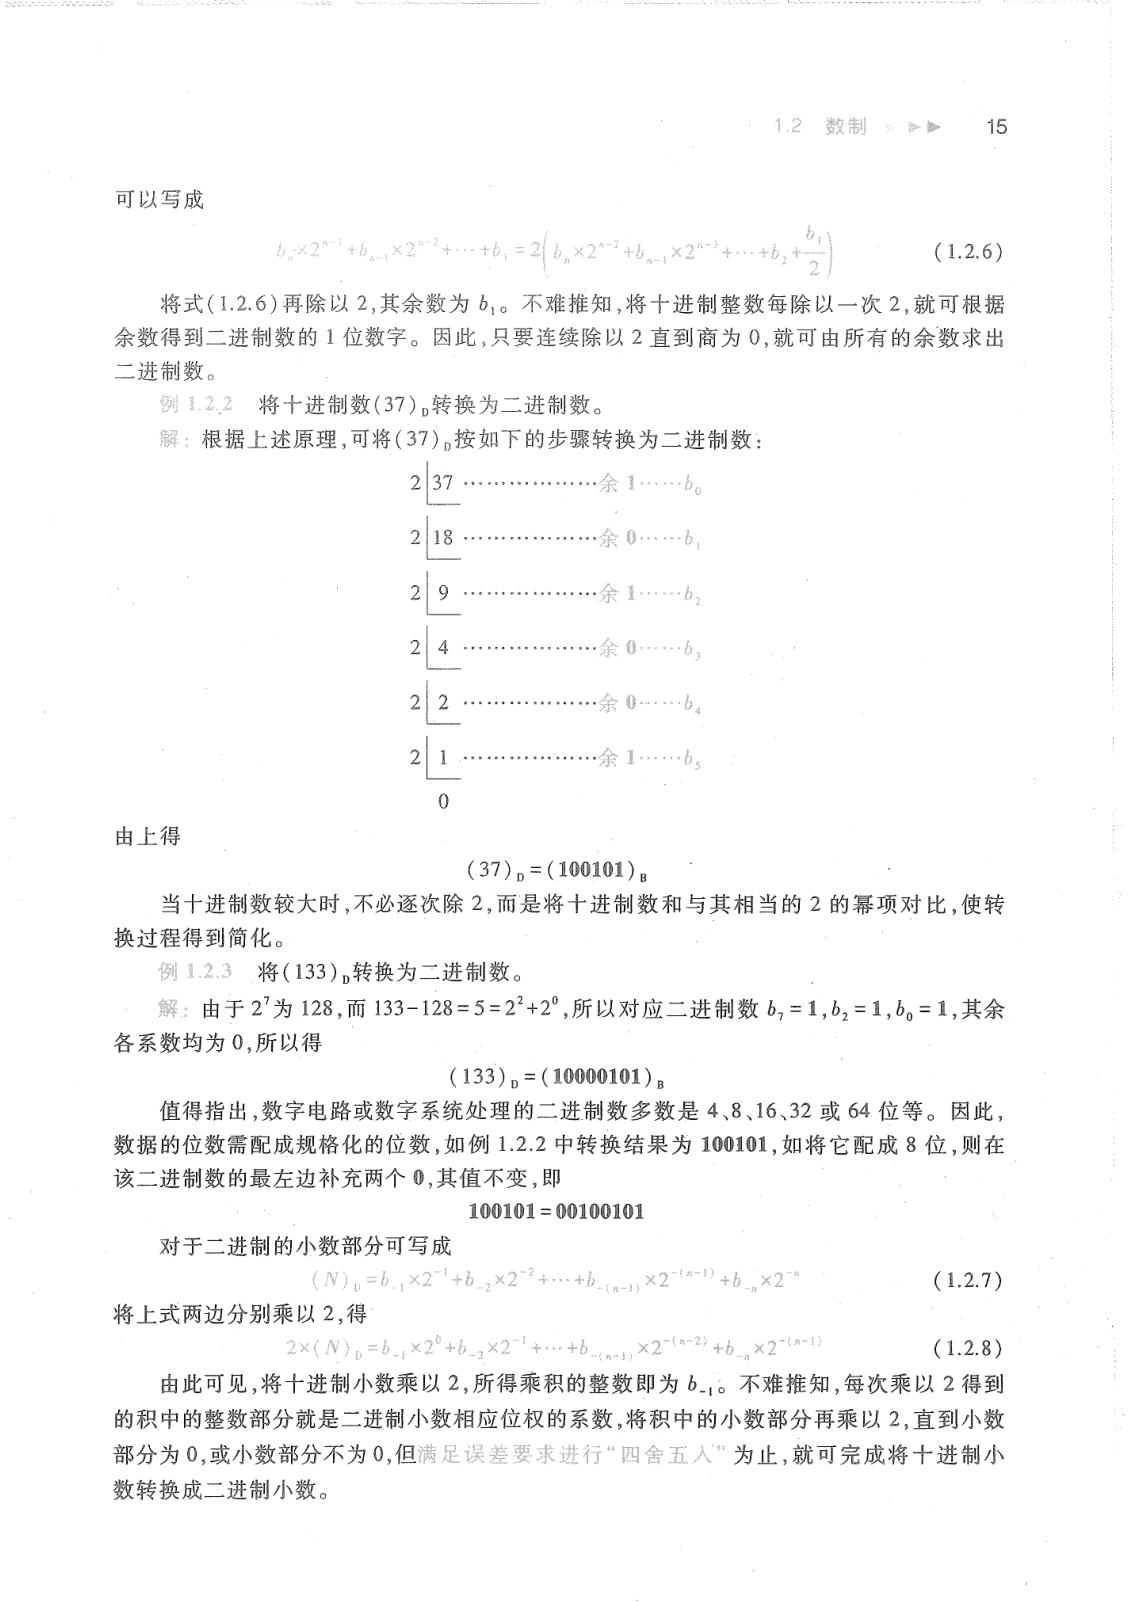 1.2 数制 15
可以写成
bₙ×2ⁿ⁻¹+bₙ₋₁×2ⁿ⁻²+⋯+b₁=2(bₙ×2ⁿ⁻²+bₙ₋₁×2ⁿ⁻³+⋯+b₂+b₁/2) (1.2.6)
将式(1.2.6)再除以 2,其余数为 b₁。不难推知,将十进制整数每除以一次 2,就可根据
余数得到二进制数的 1 位数字。因此,只要连续除以 2 直到商为 0,就可由所有的余数求出
二进制数。
例 1.2.2 将十进制数(37)D转换为二进制数。
解:根据上述原理,可将(37)D按如下的步骤转换为二进制数:
2 37 ………………余 1……b₀
2 18 ………………余 0……b₁
2 9 ………………余 1……b₂
2 4 ………………余 0……b₃
2 2 ………………余 0……b₄
2 1 ………………余 1……b₅
0
由上得
(37)D=(100101)B
当十进制数较大时,不必逐次除 2,而是将十进制数和与其相当的 2 的幂项对比,使转
换过程得到简化。
例 1.2.3 将(133)D转换为二进制数。
解:由于 2⁷为 128,而 133-128=5=2²+2⁰,所以对应二进制数 b₇=1,b₂=1,b₀=1,其余
各系数均为 0,所以得
(133)D=(10000101)B
值得指出,数字电路或数字系统处理的二进制数多数是 4、8、16、32 或 64 位等。因此,
数据的位数需配成规格化的位数,如例 1.2.2 中转换结果为 100101,如将它配成 8 位,则在
该二进制数的最左边补充两个 0,其值不变,即
100101=00100101
对于二进制的小数部分可写成
(N)D=b₋₁×2⁻¹+b₋₂×2⁻²+⋯+b₋₍ₙ₋₁₎×2⁻⁽ⁿ⁻¹⁾+b₋ₙ×2⁻ⁿ (1.2.7)
将上式两边分别乘以 2,得
2×(N)D=b₋₁×2⁰+b₋₂×2⁻¹+⋯+b₋₍ₙ₋₁₎×2⁻⁽ⁿ⁻²⁾+b₋ₙ×2⁻⁽ⁿ⁻¹⁾ (1.2.8)
由此可见,将十进制小数乘以 2,所得乘积的整数即为 b₋₁。不难推知,每次乘以 2 得到
的积中的整数部分就是二进制小数相应位权的系数,将积中的小数部分再乘以 2,直到小数
部分为 0,或小数部分不为 0,但满足误差要求进行“四舍五入”为止,就可完成将十进制小
数转换成二进制小数。